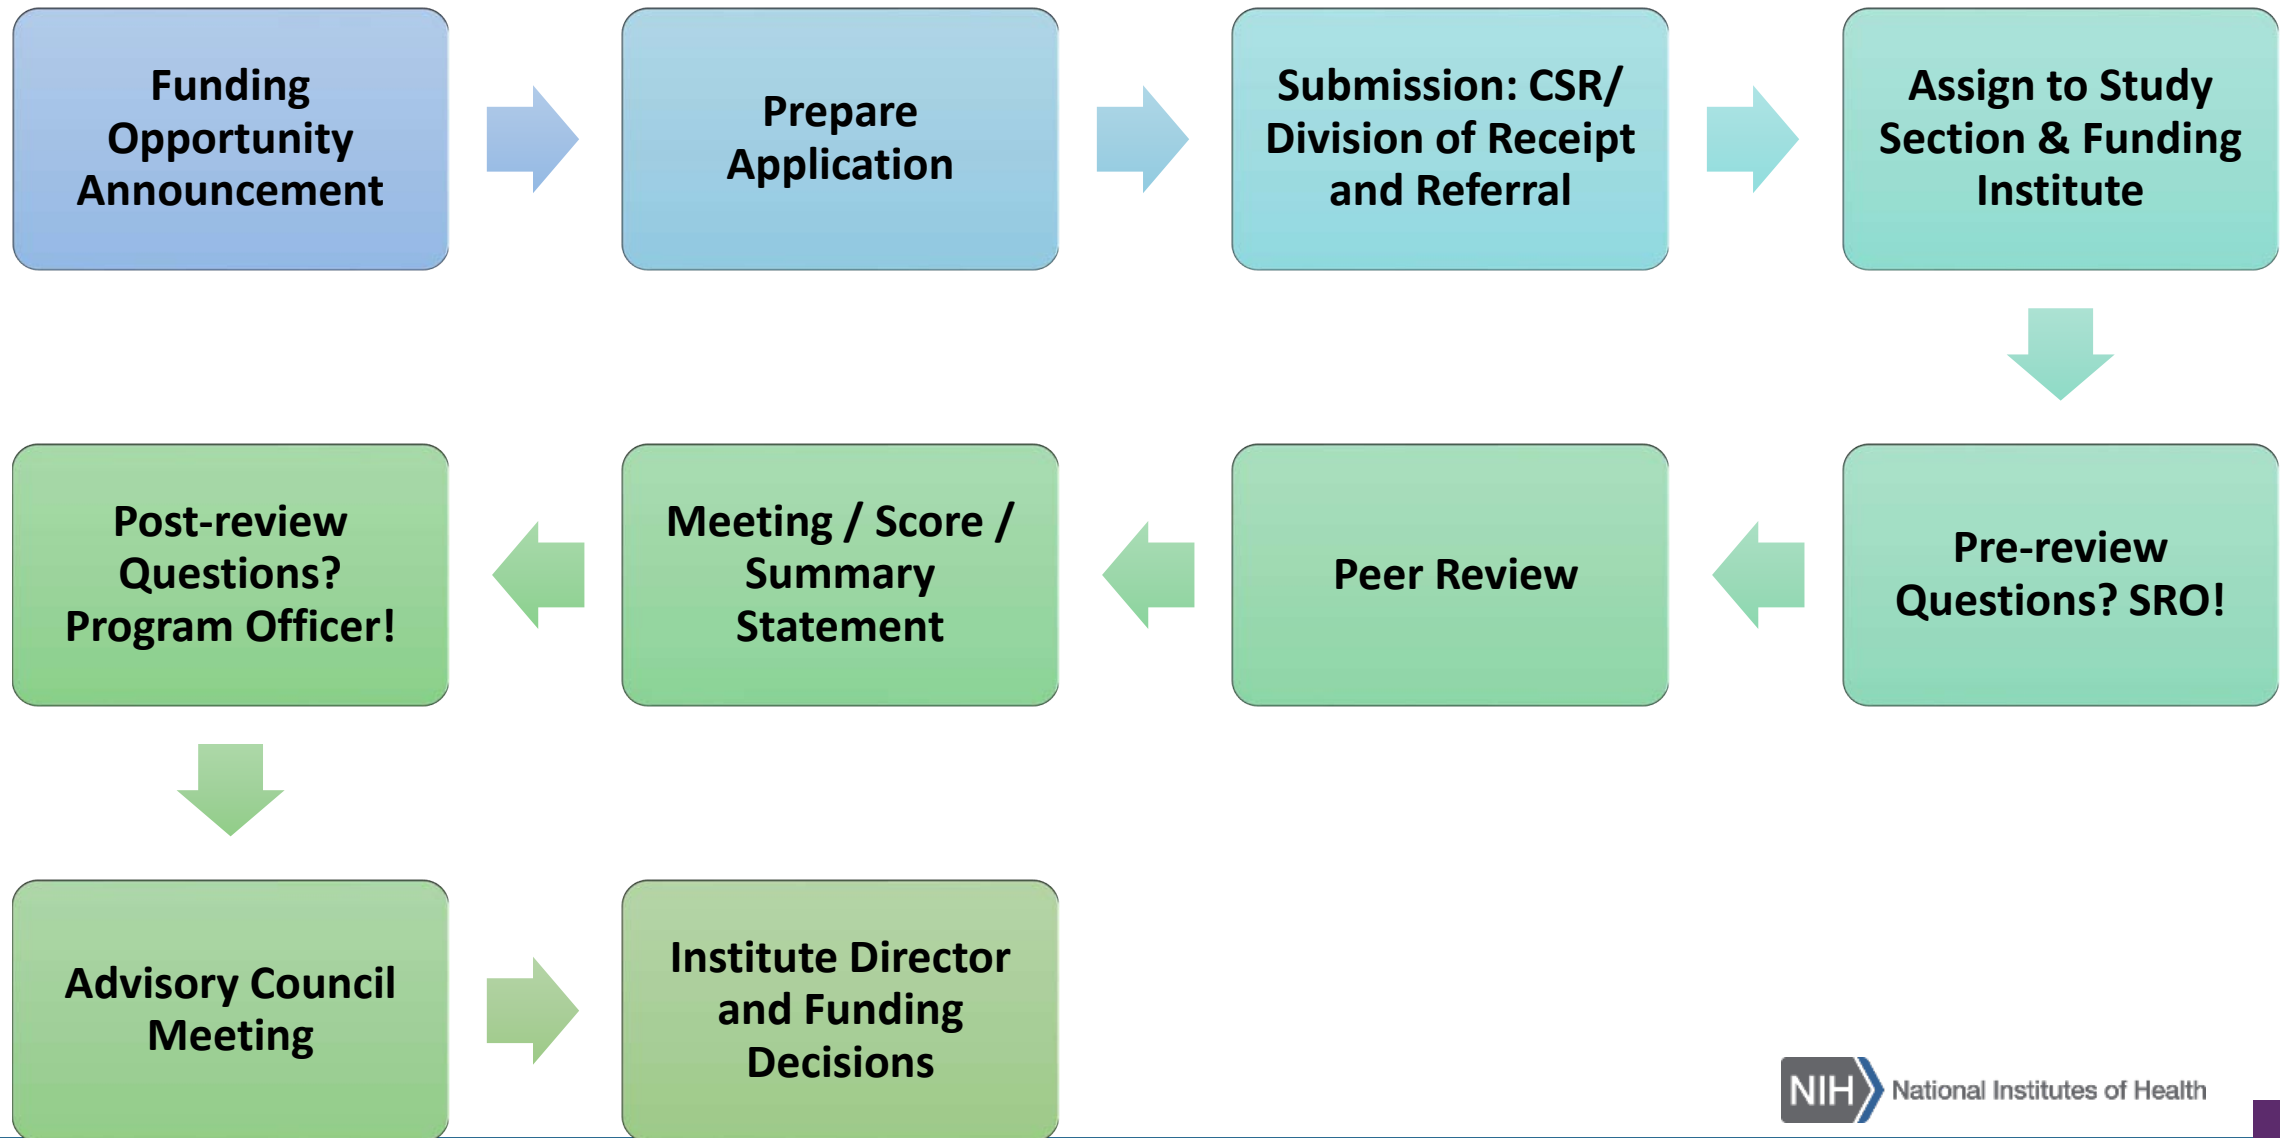 Funding
Opportunity
Announcement
Prepare
Application
Submission: CSR/
Division of Receipt
and Referral
Assign to Study
Section & Funding
Institute
Pre-review
Questions? SRO!
Peer Review
Meeting / Score /
Summary
Statement
Post-review
Questions?
Program Officer!
Advisory Council
Meeting
Institute Director
and Funding
Decisions
NIH National Institutes of Health